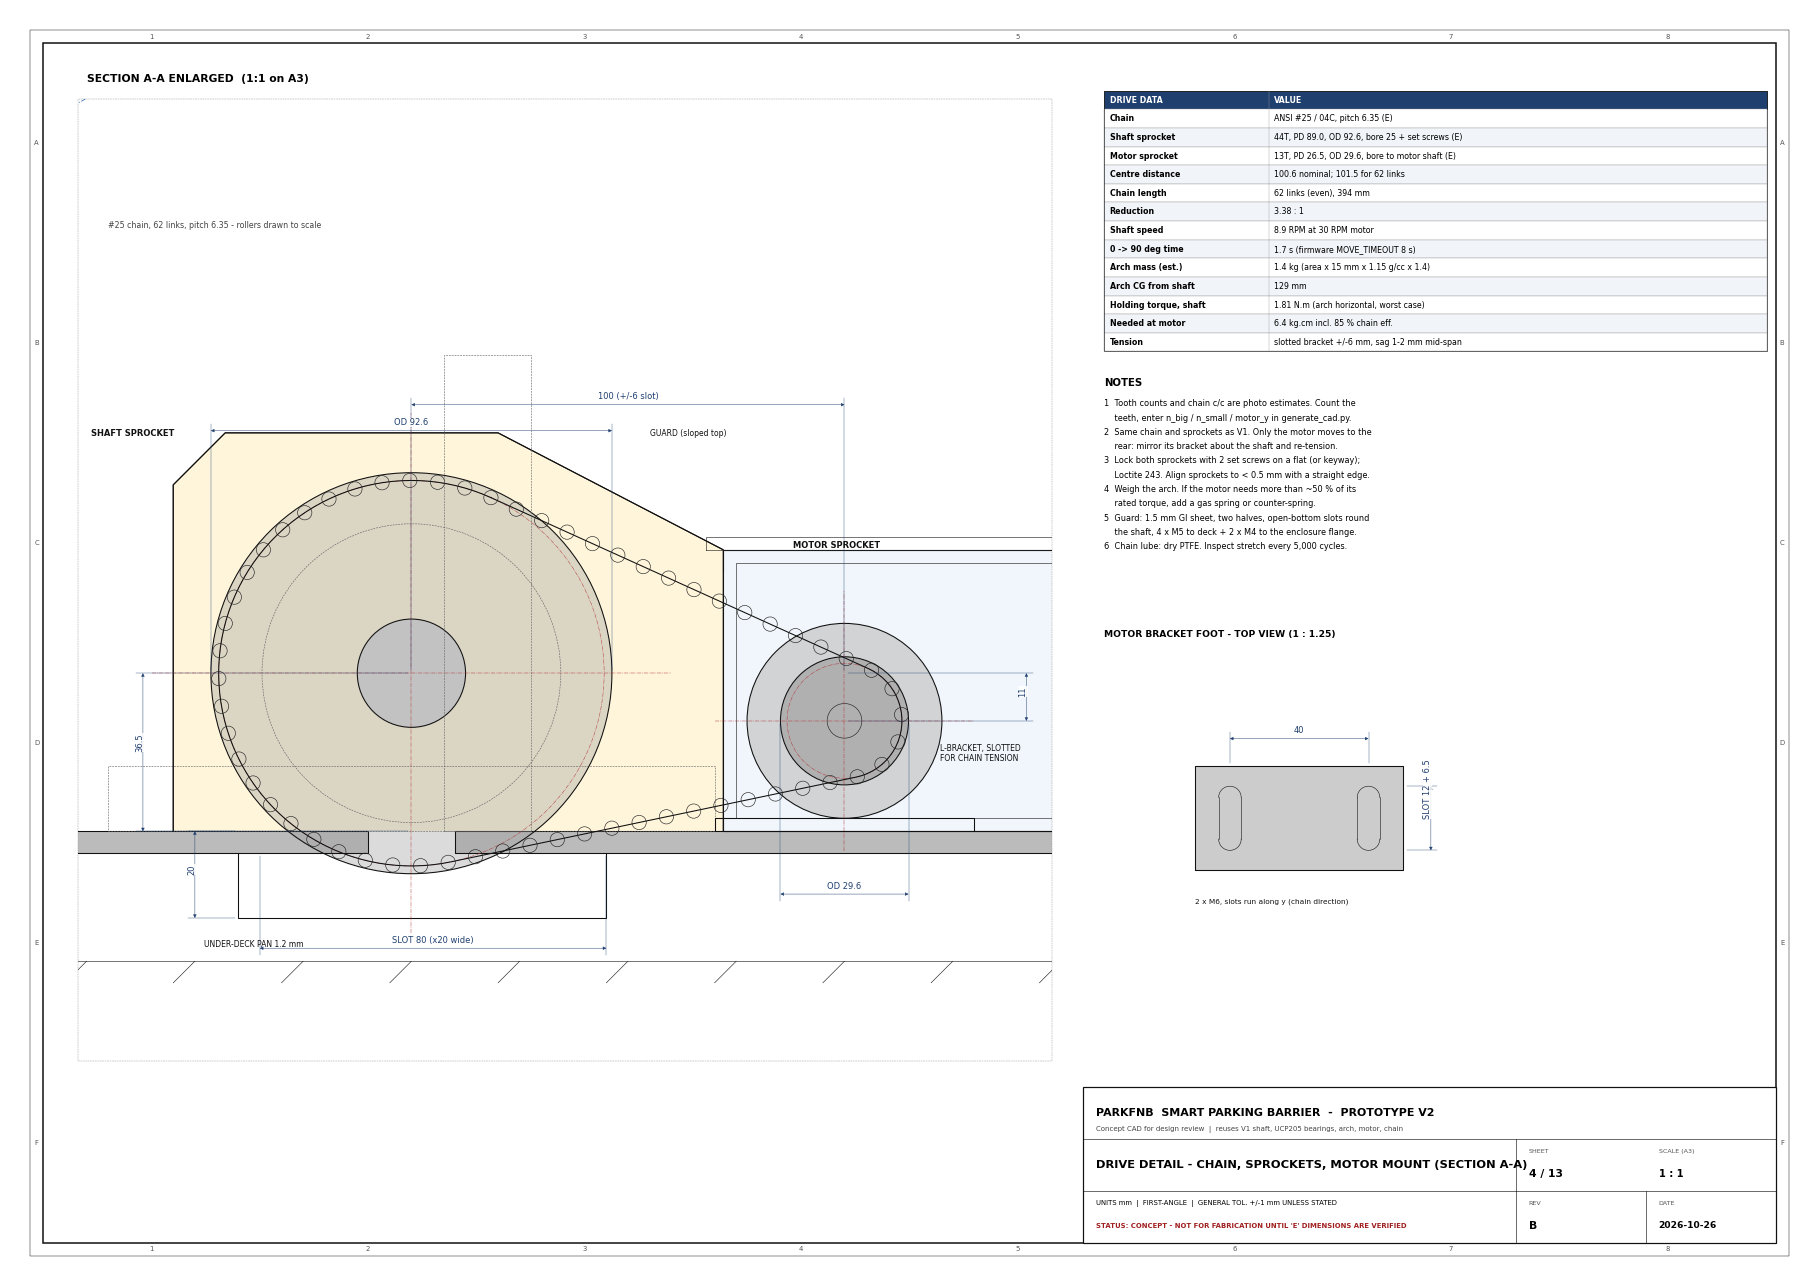 1 2 3 4 5 6 7 8
SECTION A-A ENLARGED (1:1 on A3)
#25 chain, 62 links, pitch 6.35 - rollers drawn to scale
100 (+/-6 slot)
OD 92.6
SHAFT SPROCKET
GUARD (sloped top)
MOTOR SPROCKET
11
36.5
L-BRACKET, SLOTTED
FOR CHAIN TENSION
20
OD 29.6
SLOT 80 (x20 wide)
UNDER-DECK PAN 1.2 mm
DRIVE DATA VALUE
Chain ANSI #25 / 04C, pitch 6.35 (E)
Shaft sprocket 44T, PD 89.0, OD 92.6, bore 25 + set screws (E)
Motor sprocket 13T, PD 26.5, OD 29.6, bore to motor shaft (E)
Centre distance 100.6 nominal; 101.5 for 62 links
Chain length 62 links (even), 394 mm
Reduction 3.38 : 1
Shaft speed 8.9 RPM at 30 RPM motor
0 -> 90 deg time 1.7 s (firmware MOVE_TIMEOUT 8 s)
Arch mass (est.) 1.4 kg (area x 15 mm x 1.15 g/cc x 1.4)
Arch CG from shaft 129 mm
Holding torque, shaft 1.81 N.m (arch horizontal, worst case)
Needed at motor 6.4 kg.cm incl. 85 % chain eff.
Tension slotted bracket +/-6 mm, sag 1-2 mm mid-span
NOTES
1 Tooth counts and chain c/c are photo estimates. Count the
teeth, enter n_big / n_small / motor_y in generate_cad.py.
2 Same chain and sprockets as V1. Only the motor moves to the
rear: mirror its bracket about the shaft and re-tension.
3 Lock both sprockets with 2 set screws on a flat (or keyway);
Loctite 243. Align sprockets to < 0.5 mm with a straight edge.
4 Weigh the arch. If the motor needs more than ~50 % of its
rated torque, add a gas spring or counter-spring.
5 Guard: 1.5 mm GI sheet, two halves, open-bottom slots round
the shaft, 4 x M5 to deck + 2 x M4 to the enclosure flange.
6 Chain lube: dry PTFE. Inspect stretch every 5,000 cycles.
MOTOR BRACKET FOOT - TOP VIEW (1 : 1.25)
40
SLOT 12 + 6.5
2 x M6, slots run along y (chain direction)
PARKFNB SMART PARKING BARRIER - PROTOTYPE V2
Concept CAD for design review | reuses V1 shaft, UCP205 bearings, arch, motor, chain
DRIVE DETAIL - CHAIN, SPROCKETS, MOTOR MOUNT (SECTION A-A)
SHEET
4 / 13
SCALE (A3)
1 : 1
UNITS mm | FIRST-ANGLE | GENERAL TOL. +/-1 mm UNLESS STATED
STATUS: CONCEPT - NOT FOR FABRICATION UNTIL 'E' DIMENSIONS ARE VERIFIED
REV
B
DATE
2026-10-26
A A
B B
C C
D D
E E
F F
1 2 3 4 5 6 7 8